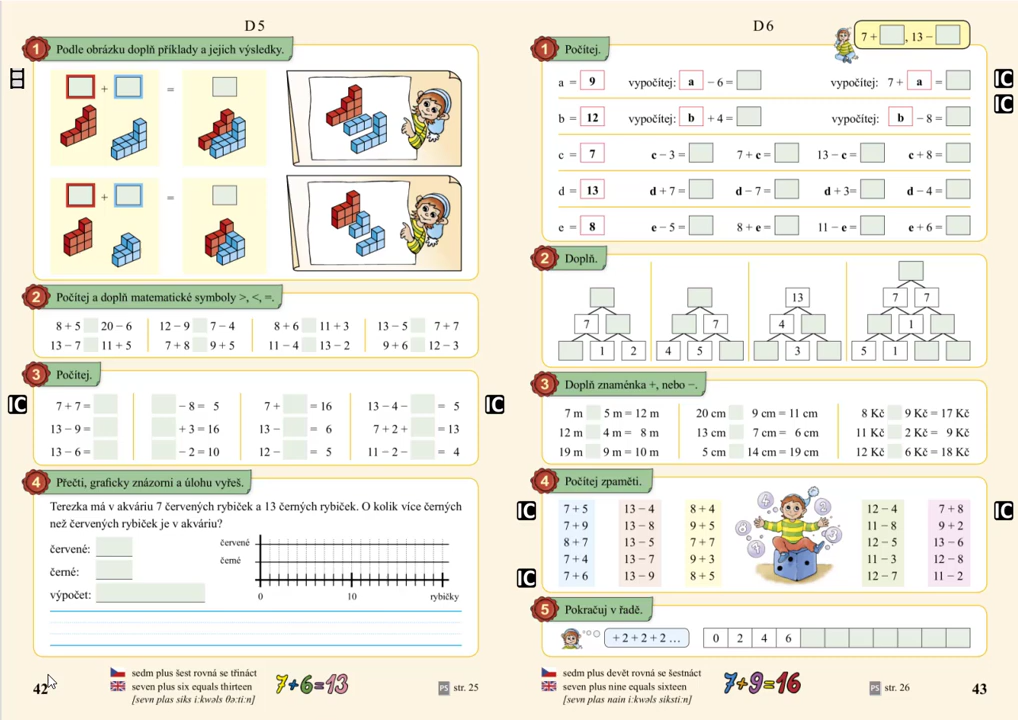 D 5
1 Podle obrázku doplň příklady a jejich výsledky.
+ =
+ =
2 Počítej a doplň matematické symboly >, <, =.
8 + 5 20 − 6 12 − 9 7 − 4 8 + 6 11 + 3 13 − 5 7 + 7
13 − 7 11 + 5 7 + 8 9 + 5 11 − 4 13 − 2 9 + 6 12 − 3
3 Počítej.
7 + 7 = − 8 = 5 7 + = 16 13 − 4 − = 5
13 − 9 = + 3 = 16 13 − = 6 7 + 2 + = 13
13 − 6 = − 2 = 10 12 − = 5 11 − 2 − = 4
4 Přečti, graficky znázorni a úlohu vyřeš.
Terezka má v akváriu 7 červených rybiček a 13 černých rybiček. O kolik více černých
než červených rybiček je v akváriu?
červené:
černé:
výpočet:
červené
černé
0 10 rybičky
sedm plus šest rovná se třináct
seven plus six equals thirteen
[sevn plas siks i:kwəls θə:ti:n]
7+6=13
PS str. 25
42
D 6
7 + , 13 −
1 Počítej.
a = 9 vypočítej: a − 6 = vypočítej: 7 + a =
b = 12 vypočítej: b + 4 = vypočítej: b − 8 =
c = 7 c − 3 = 7 + c = 13 − c = c + 8 =
d = 13 d + 7 = d − 7 = d + 3= d − 4 =
e = 8 e − 5 = 8 + e = 11 − e = e + 6 =
2 Doplň.
13 7 7
7 7 4 1
1 2 4 5 3 5 1
3 Doplň znaménka +, nebo −.
7 m 5 m = 12 m 20 cm 9 cm = 11 cm 8 Kč 9 Kč = 17 Kč
12 m 4 m = 8 m 13 cm 7 cm = 6 cm 11 Kč 2 Kč = 9 Kč
19 m 9 m = 10 m 5 cm 14 cm = 19 cm 12 Kč 6 Kč = 18 Kč
4 Počítej zpaměti.
7 + 5 13 − 4 8 + 4 12 − 4 7 + 8
7 + 9 13 − 8 9 + 5 11 − 8 9 + 2
8 + 7 13 − 5 7 + 7 12 − 5 13 − 6
7 + 4 13 − 7 9 + 3 11 − 3 12 − 8
7 + 6 13 − 9 8 + 5 12 − 7 11 − 2
5 Pokračuj v řadě.
+ 2 + 2 + 2 … 0 2 4 6
sedm plus devět rovná se šestnáct
seven plus nine equals sixteen
[sevn plas nain i:kwəls siksti:n]
7+9=16
PS str. 26
43